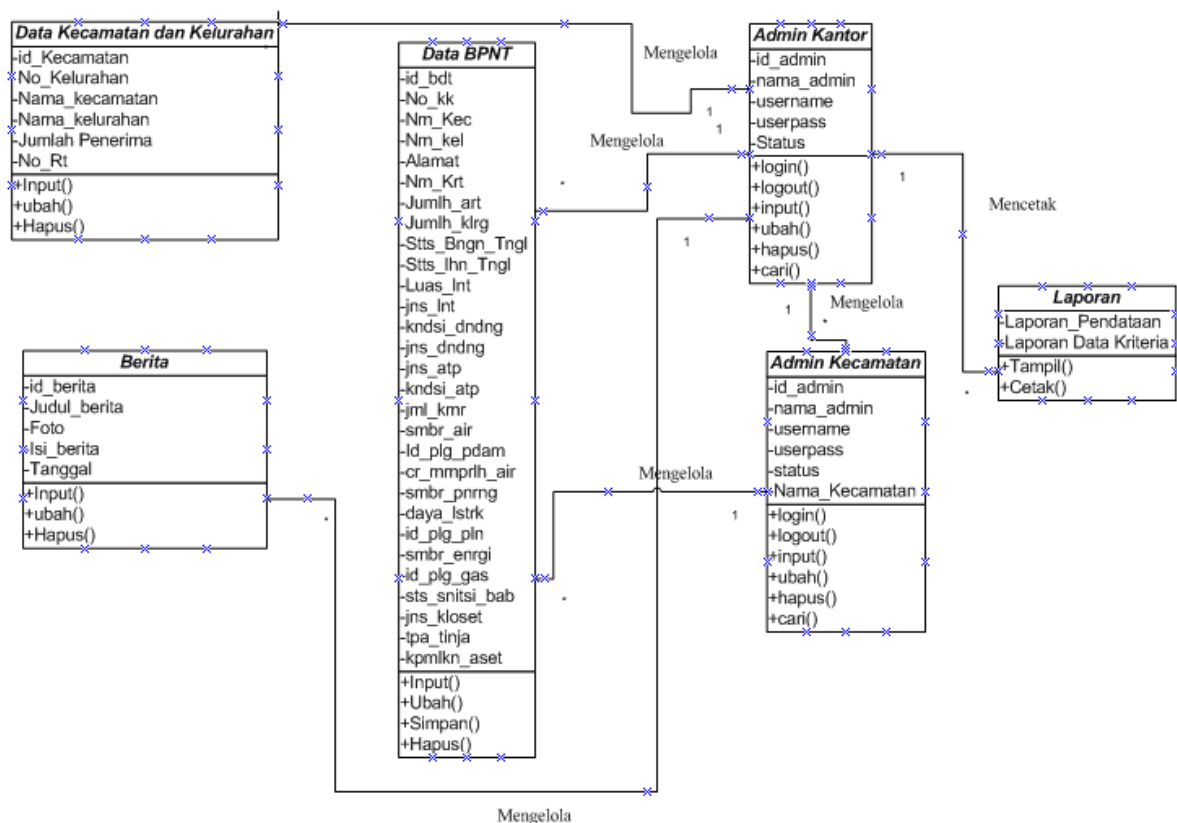 Data Kecamatan dan Kelurahan
-id_Kecamatan
-No_Kelurahan
-Nama_kecamatan
-Nama_kelurahan
-Jumlah Penerima
-No_Rt
+Input()
+ubah()
+Hapus()
Berita
-id_berita
-Judul_berita
-Foto
-Isi_berita
-Tanggal
+Input()
+ubah()
+Hapus()
*
Data BPNT
-id_bdt
-No_kk
-Nm_Kec
-Nm_kel
-Alamat
-Nm_Krt
-Jumlh_art
-Jumlh_klrg
-Stts_Bngn_Tngl
-Stts_lhn_Tngl
-Luas_lnt
-jns_lnt
-kndsi_dndng
-jns_dndng
-jns_atp
-kndsi_atp
-jml_kmr
-smbr_air
-Id_plg_pdam
-cr_mmprlh_air
-smbr_pnrng
-daya_lstrk
-id_plg_pln
-smbr_enrgi
-id_plg_gas
-sts_snitsi_bab
-jns_kloset
-tpa_tinja
-kpmlkn_aset
+Input()
+Ubah()
+Simpan()
+Hapus()
Mengelola
1
Mengelola
1
*
1
Mengelola
1
*
Mengelola
Admin Kantor
-id_admin
-nama_admin
-username
-userpass
-Status
+login()
+logout()
+input()
+ubah()
+hapus()
+cari()
1
Mengelola
*
Admin Kecamatan
-id_admin
-nama_admin
-username
-userpass
-status
-Nama_Kecamatan
+login()
+logout()
+input()
+ubah()
+hapus()
+cari()
1
Mencetak
*
Laporan
-Laporan_Pendataan
-Laporan Data Kriteria
+Tampil()
+Cetak()